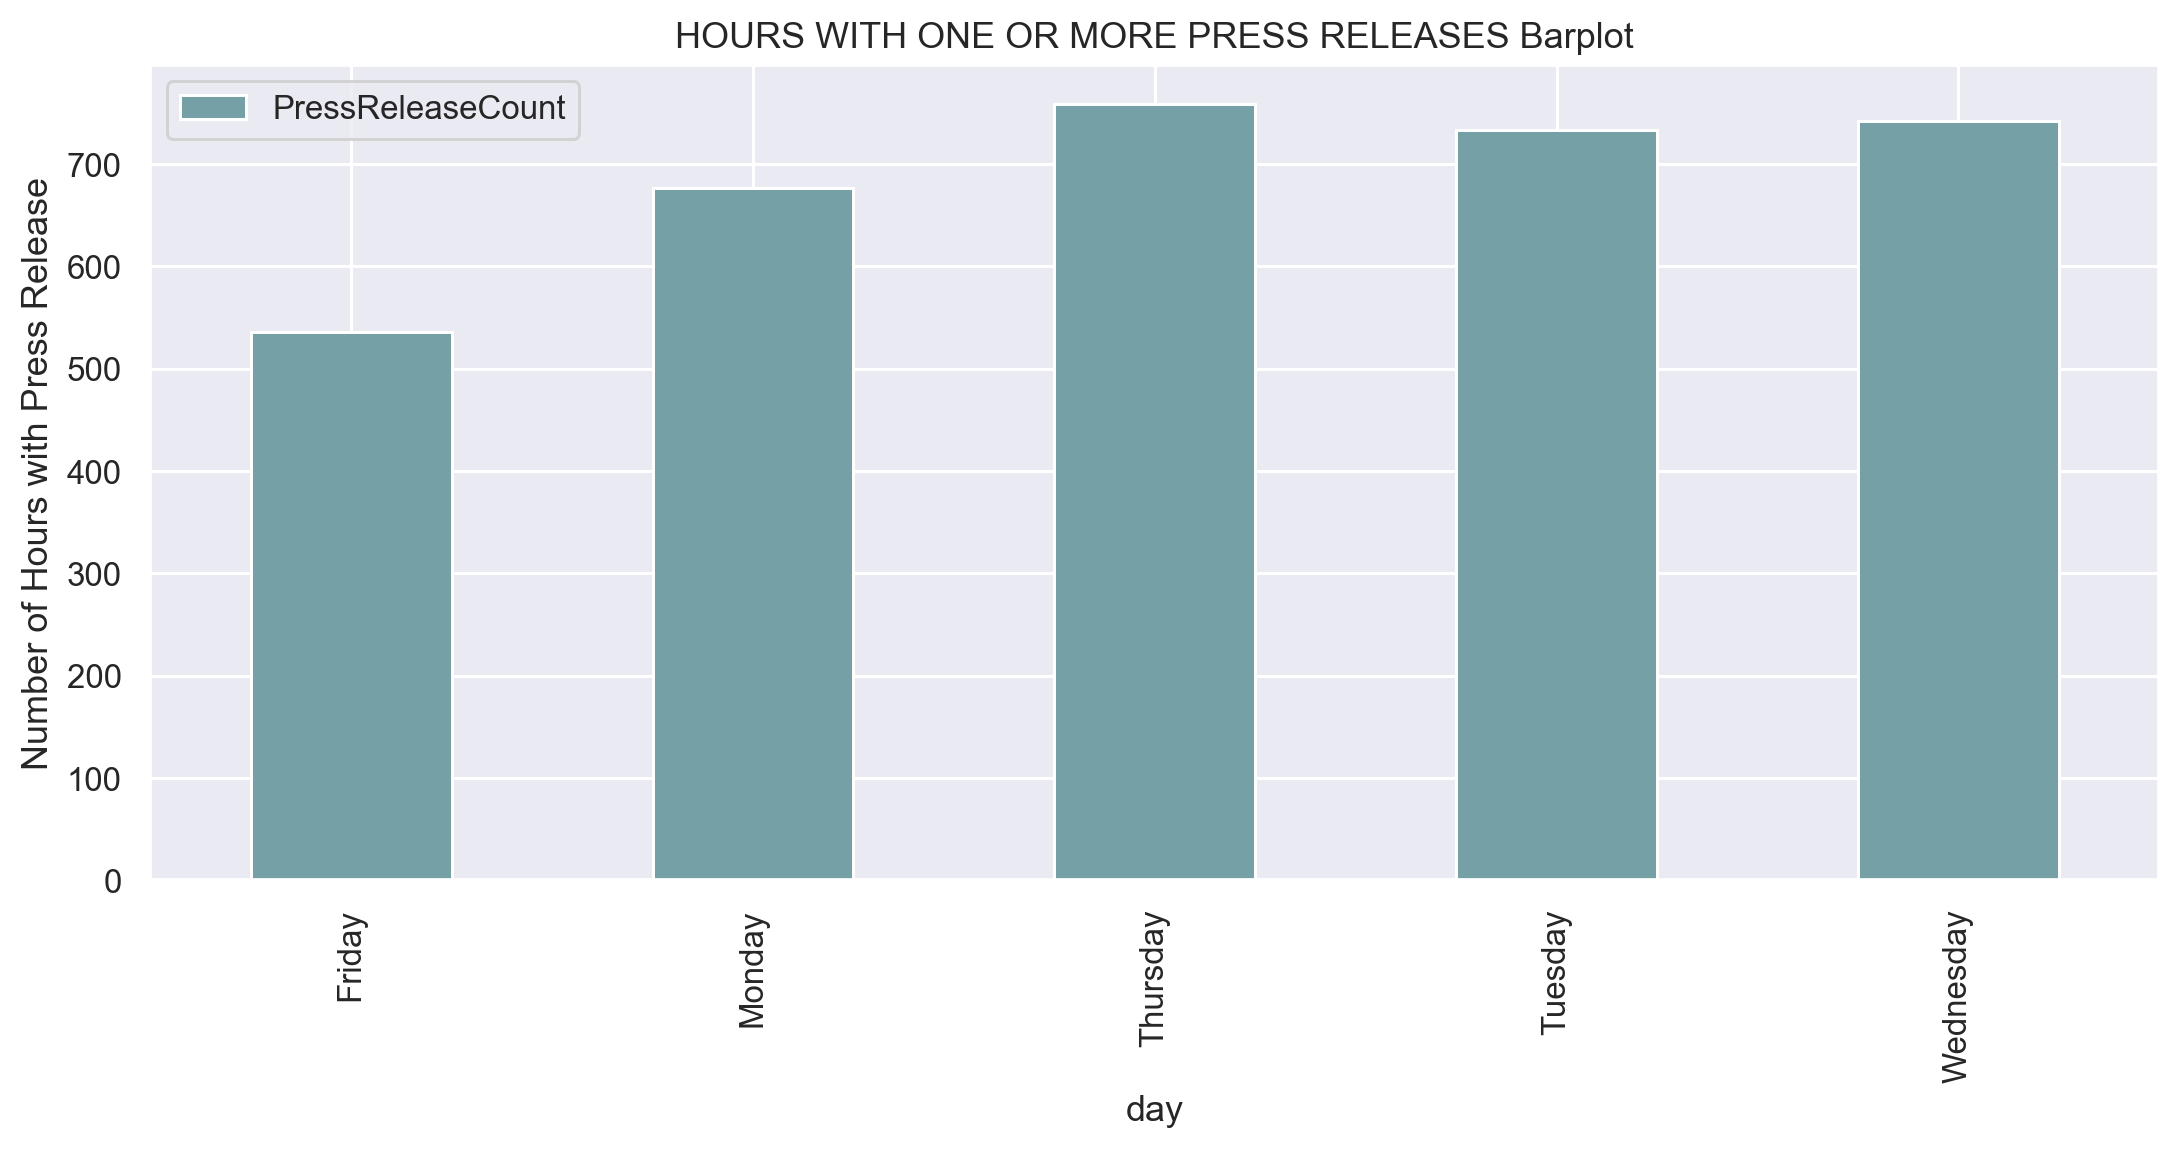 HOURS WITH ONE OR MORE PRESS RELEASES Barplot
PressReleaseCount
Number of Hours with Press Release
700
600
500
400
300
200
100
0
Friday
Monday
Thursday
Tuesday
Wednesday
day